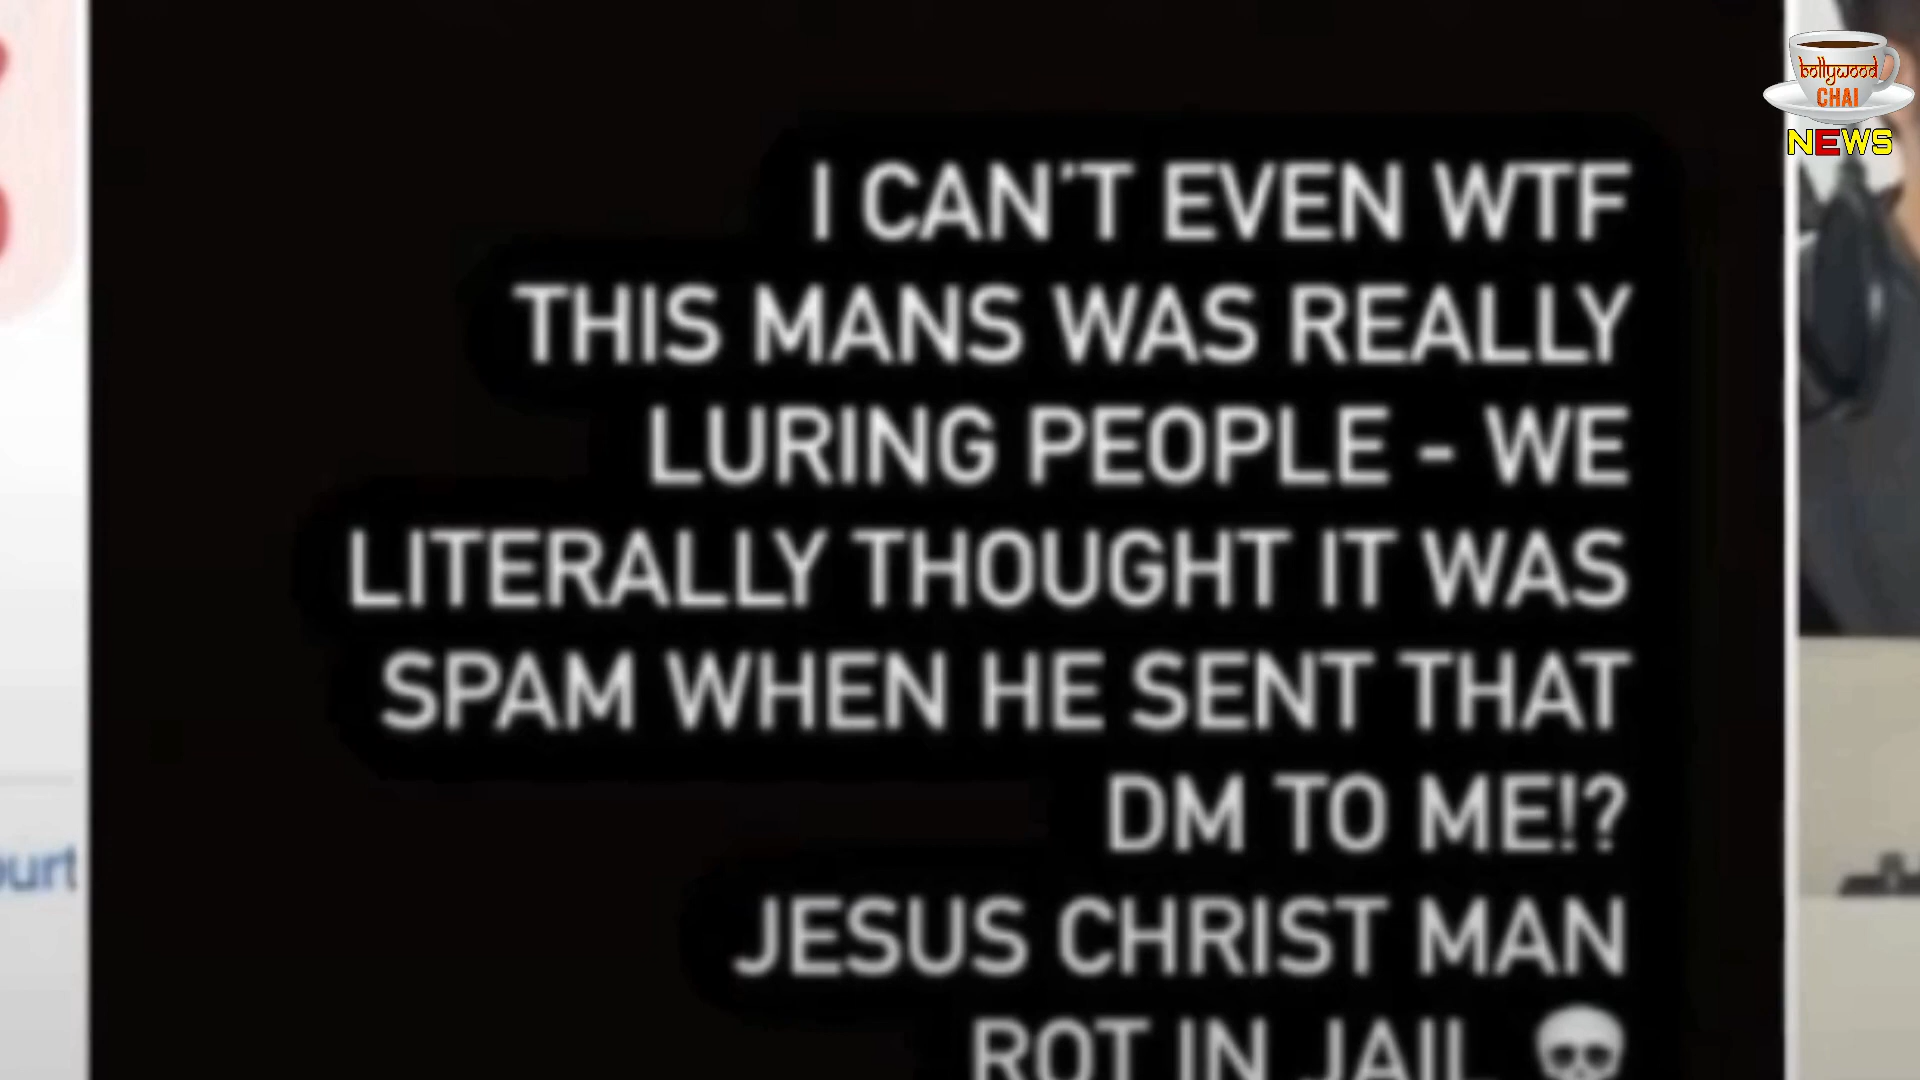 bollywood
CHAI
NEWS
I CAN'T EVEN WTF
THIS MANS WAS REALLY
LURING PEOPLE - WE
LITERALLY THOUGHT IT WAS
SPAM WHEN HE SENT THAT
DM TO ME!?
JESUS CHRIST MAN
ROT IN JAIL 💀